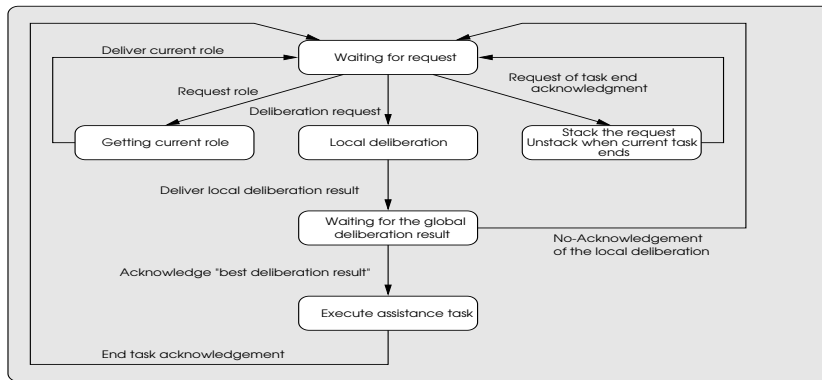 Deliver current role
Waiting for request
Request role
Request of task end
acknowledgment
Deliberation request
Getting current role
Local deliberation
Stack the request
Unstack when current task
ends
Deliver local deliberation result
Waiting for the global
deliberation result
No-Acknowledgement
of the local deliberation
Acknowledge "best deliberation result"
Execute assistance task
End task acknowledgement